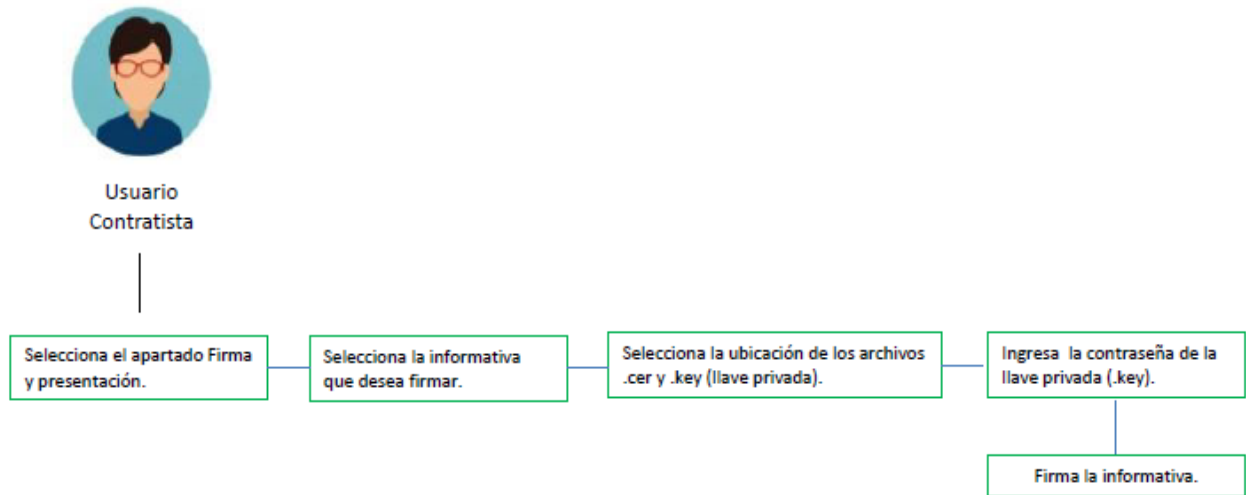 Usuario
Contratista
Selecciona el apartado Firma
y presentación.
Selecciona la informativa
que desea firmar.
Selecciona la ubicación de los archivos
.cer y .key (llave privada).
Ingresa la contraseña de la
llave privada (.key).
Firma la informativa.